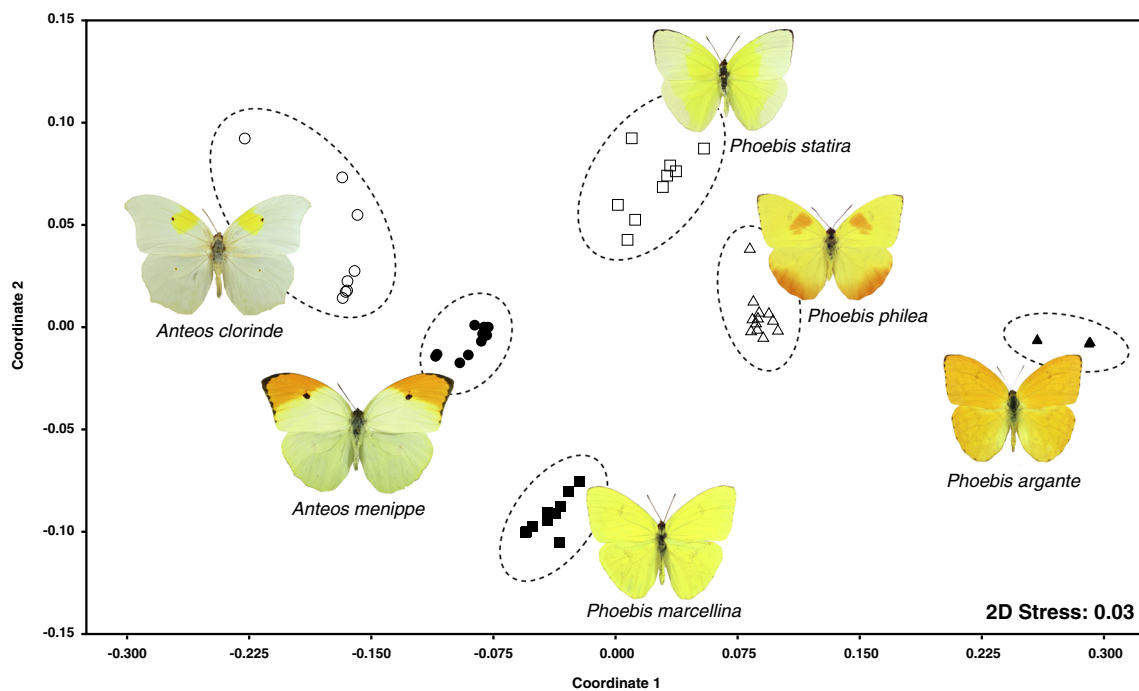 0.15
0.10
0.05
0.00
-0.05
-0.10
-0.15
Coordinate 2
Phoebis statira
Anteos clorinde
Phoebis philea
Anteos menippe
Phoebis argante
Phoebis marcellina
2D Stress: 0.03
-0.300 -0.225 -0.150 -0.075 0.000 0.075 0.150 0.225 0.300
Coordinate 1